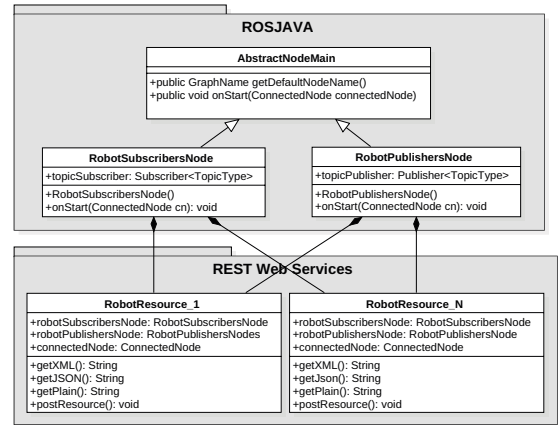 ROSJAVA
AbstractNodeMain
+public GraphName getDefaultNodeName()
+public void onStart(ConnectedNode connectedNode)
RobotSubscribersNode
+topicSubscriber: Subscriber<TopicType>
+RobotSubscribersNode()
+onStart(ConnectedNode cn): void
RobotPublishersNode
+topicPublisher: Publisher<TopicType>
+RobotPublishersNode()
+onStart(ConnectedNode cn): void
REST Web Services
RobotResource_1
+robotSubscribersNode: RobotSubscribersNode
+robotPublishersNode: RobotPublishersNodes
+connectedNode: ConnectedNode
+getXML(): String
+getJSON(): String
+getPlain(): String
+postResource(): void
RobotResource_N
+robotSubscribersNode: RobotSubscribersNode
+robotPublishersNode: RobotPublishersNode
+connectedNode: ConnectedNode
+getXML(): String
+getJson(): String
+getPlain(): String
+postResource(): void